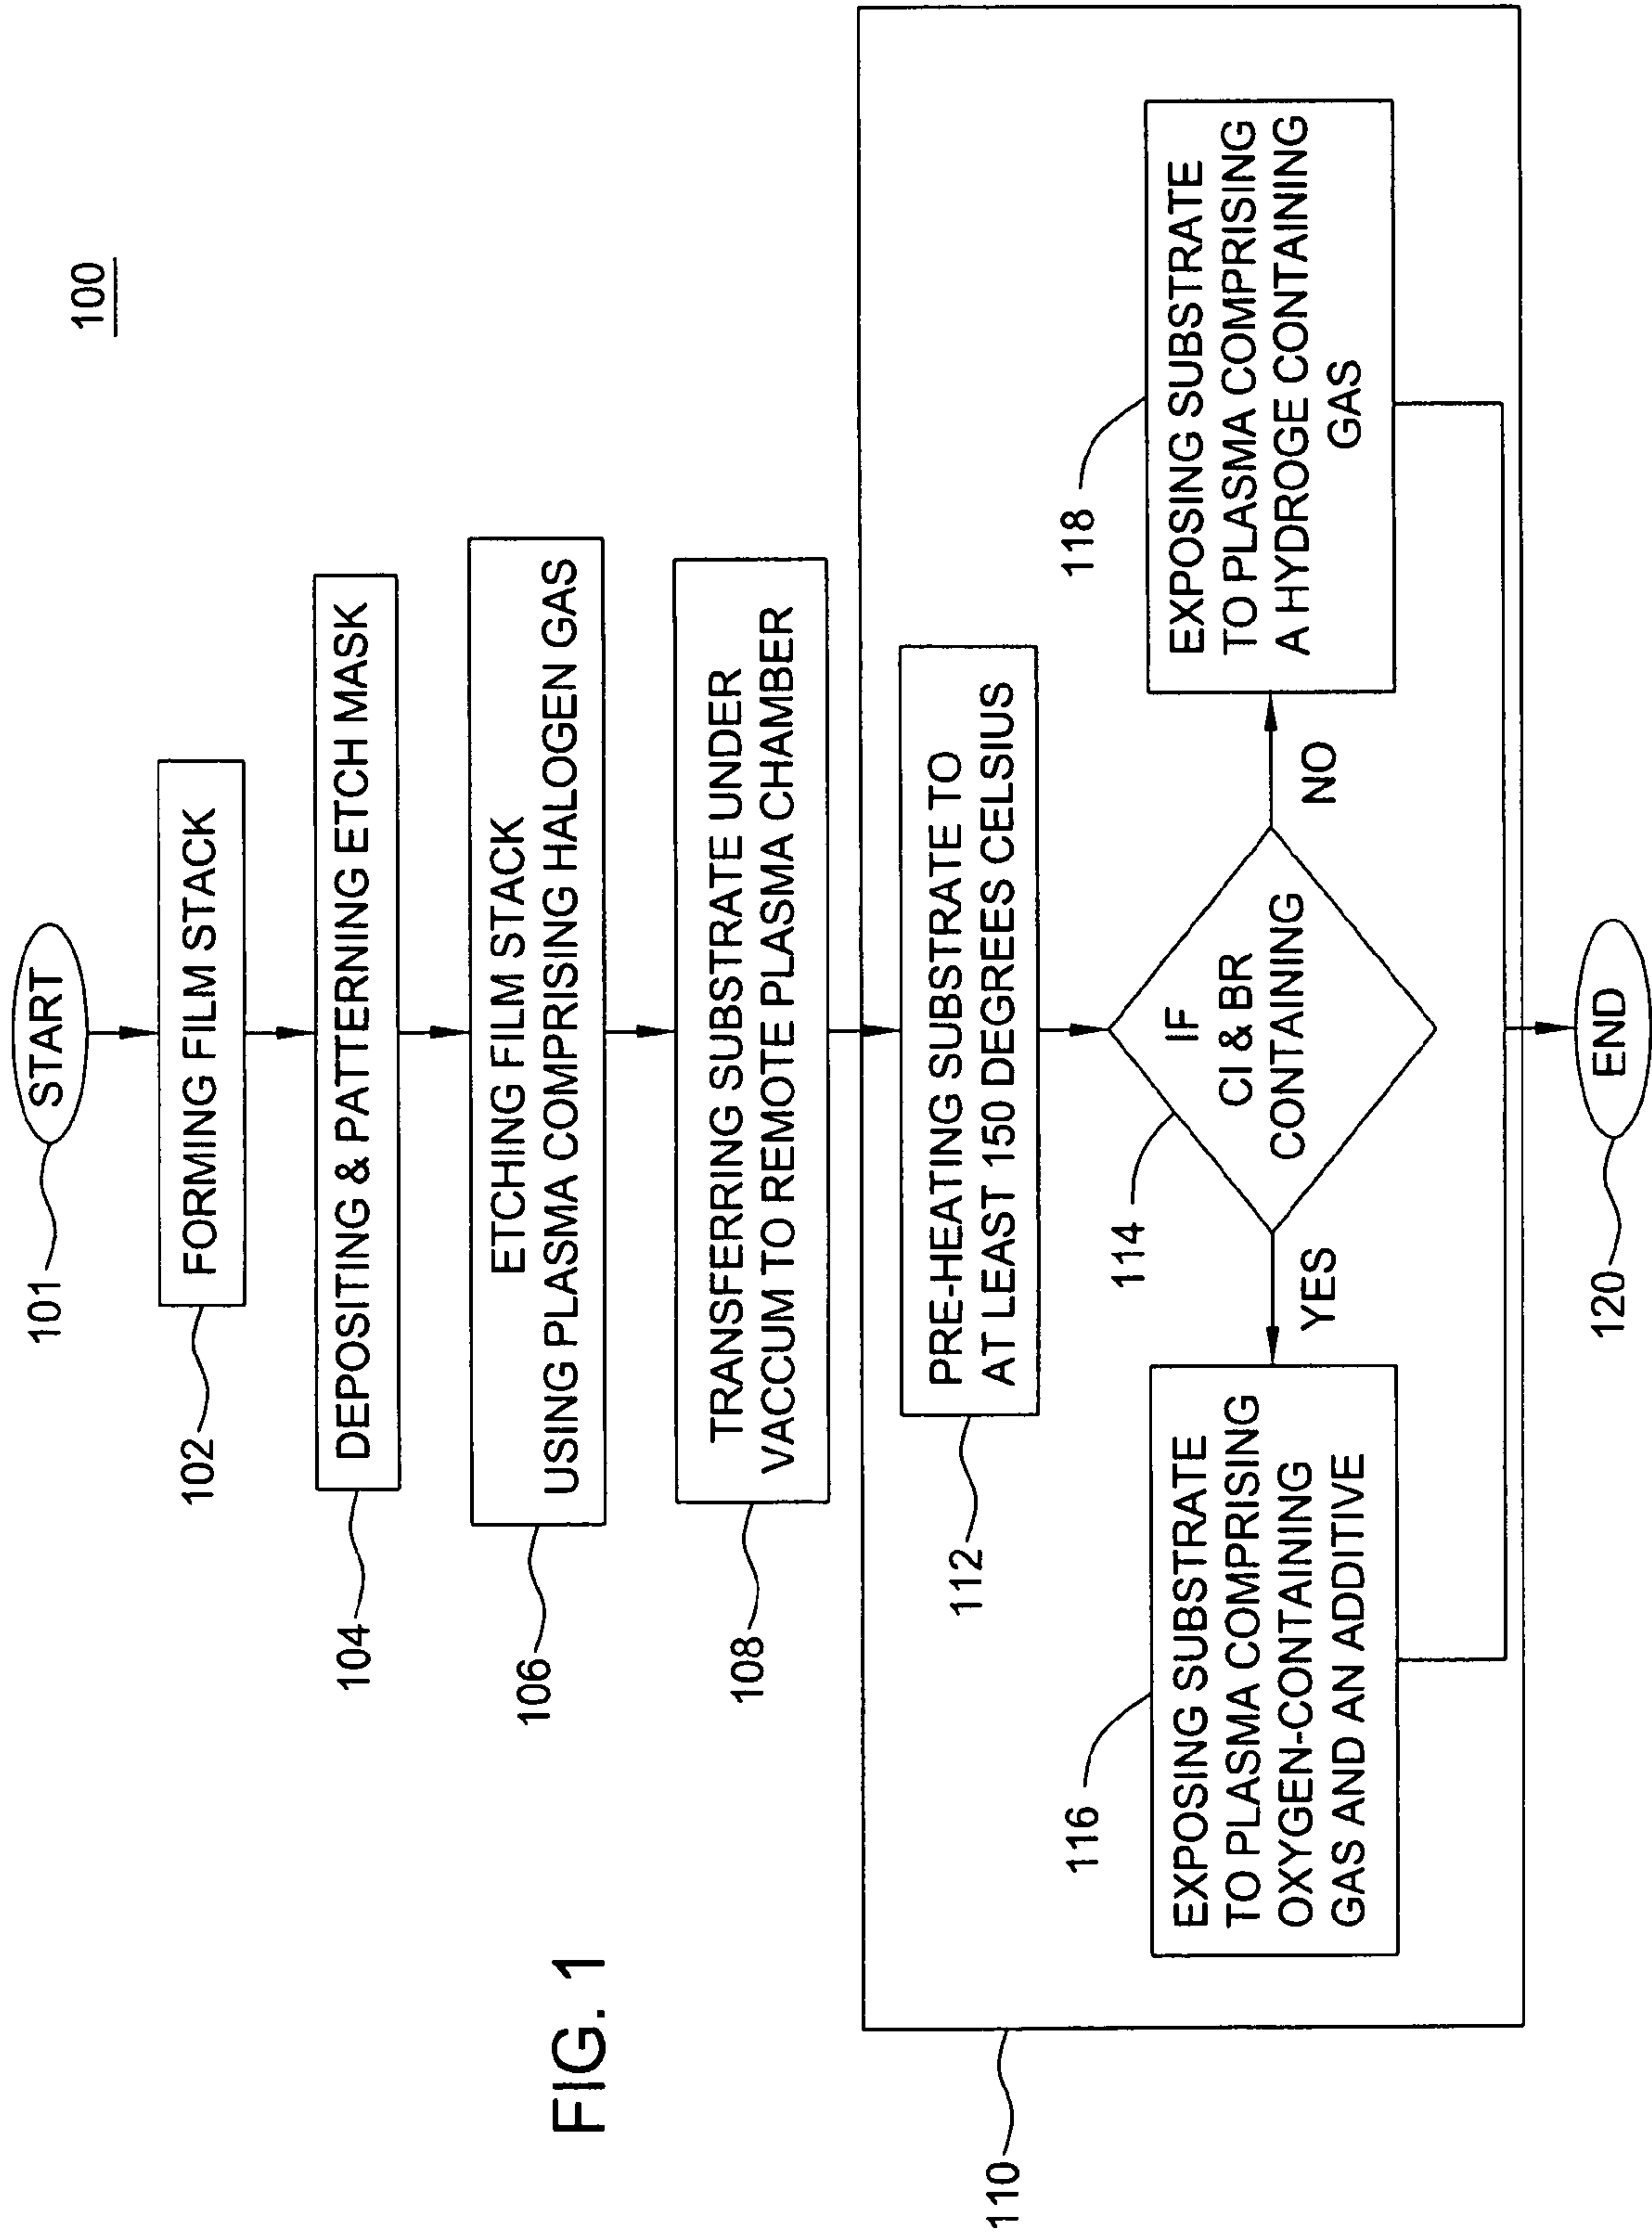 100
START
101
FORMING FILM STACK
102
DEPOSITING & PATTERNING ETCH MASK
104
ETCHING FILM STACK
USING PLASMA COMPRISING HALOGEN GAS
106
TRANSFERRING SUBSTRATE UNDER
VACCUM TO REMOTE PLASMA CHAMBER
108
110
PRE-HEATING SUBSTRATE TO
AT LEAST 150 DEGREES CELSIUS
112
IF
Cl & BR
CONTAINING
114
YES
NO
116
EXPOSING SUBSTRATE
TO PLASMA COMPRISING
OXYGEN-CONTAINING
GAS AND AN ADDITIVE
118
EXPOSING SUBSTRATE
TO PLASMA COMPRISING
A HYDROGE CONTAINING
GAS
END
120
FIG. 1